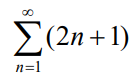 ∞
∑(2n+1)
n=1